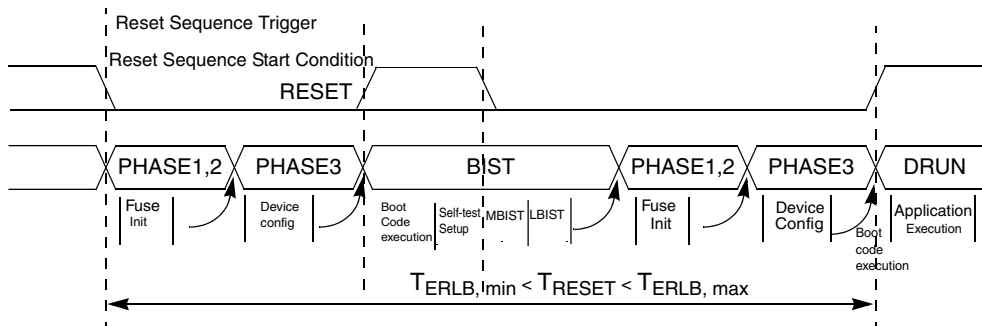 Reset Sequence Trigger
Reset Sequence Start Condition
RESET
PHASE1,2
PHASE3
BIST
PHASE1,2
PHASE3
DRUN
Fuse
Init
Device
config
Boot
Code
execution
Self-test
Setup
MBIST
LBIST
Fuse
Init
Device
Config
Boot
code
execution
Application
Execution
TERLB, min < TRESET < TERLB, max